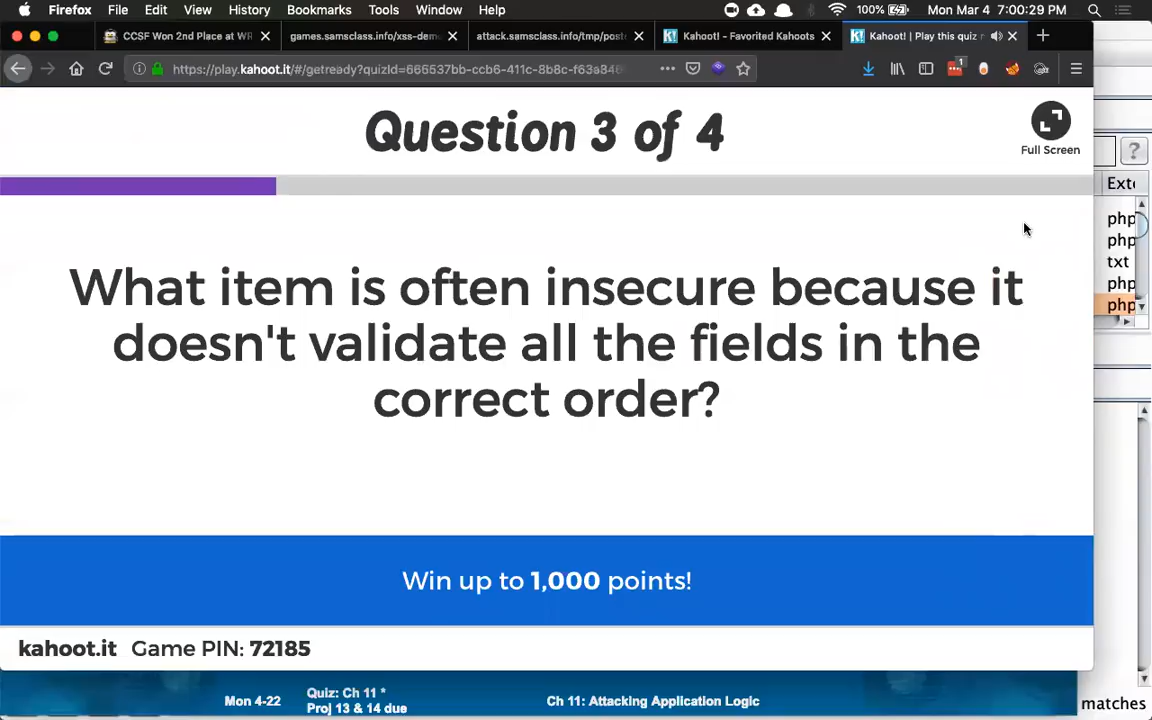 Firefox File Edit View History Bookmarks Tools Window Help 100% Mon Mar 4 7:00:29 PM
CCSF Won 2nd Place at WR games.samsclass.info/xss-demo attack.samsclass.info/tmp/post Kahoot! - Favorited Kahoots Kahoot! | Play this quiz
https://play.kahoot.it/#/getready?quizId=665537bb-ccb6-411c-8b8c-f63a846 1
Question 3 of 4
Full Screen
?
Exte
php
php
txt
php
php
What item is often insecure because it
doesn't validate all the fields in the
correct order?
Win up to 1,000 points!
kahoot.it Game PIN: 72185
Mon 4-22 Quiz: Ch 11 * Ch 11: Attacking Application Logic
Proj 13 & 14 due
matches